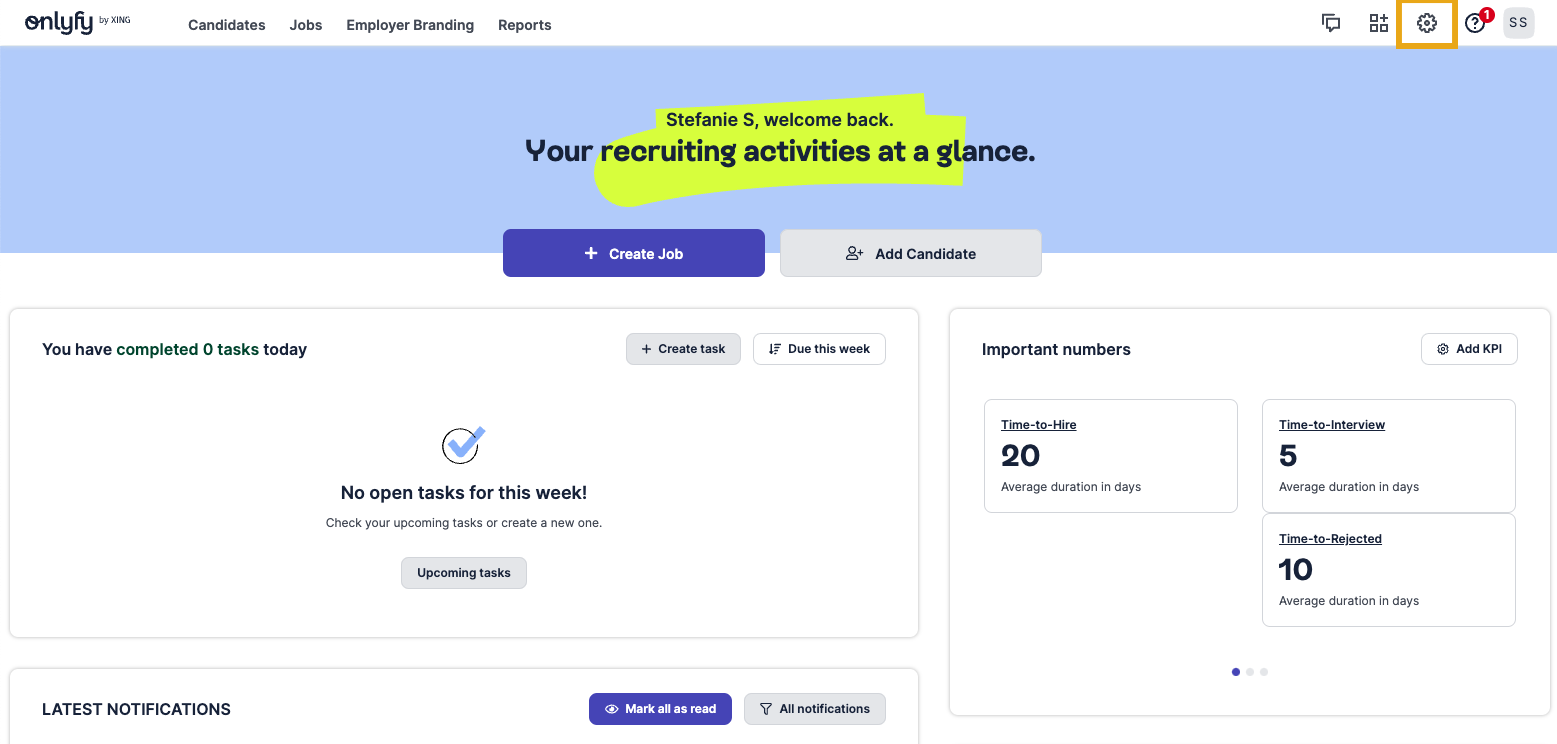 onlyfy by XING
Candidates Jobs Employer Branding Reports
1
SS
Stefanie S, welcome back.
Your recruiting activities at a glance.
+ Create Job
Add Candidate
You have completed 0 tasks today
+ Create task
Due this week
No open tasks for this week!
Check your upcoming tasks or create a new one.
Upcoming tasks
Important numbers
Add KPI
Time-to-Hire
20
Average duration in days
Time-to-Interview
5
Average duration in days
Time-to-Rejected
10
Average duration in days
LATEST NOTIFICATIONS
Mark all as read
All notifications